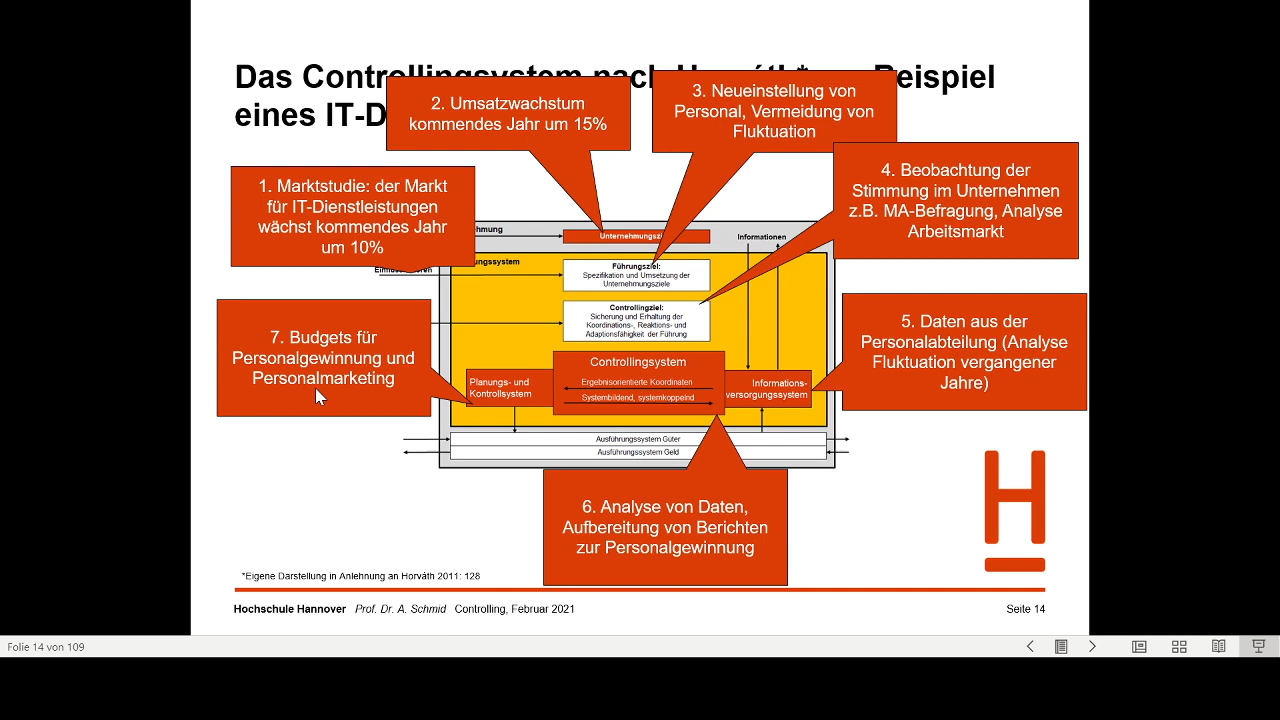 Das Controllingsystem nach Horváth* am Beispiel
eines IT-D
2. Umsatzwachstum
kommendes Jahr um 15%
3. Neueinstellung von
Personal, Vermeidung von
Fluktuation
1. Marktstudie: der Markt
für IT-Dienstleistungen
wächst kommendes Jahr
um 10%
4. Beobachtung der
Stimmung im Unternehmen
z.B. MA-Befragung, Analyse
Arbeitsmarkt
Informationen
Führungsziel:
Spezifikation und Umsetzung der
Unternehmungsziele
Controllingziel:
Sicherung und Erhaltung der
Koordinations-, Reaktions- und
Adaptionsfähigkeit der Führung
7. Budgets für
Personalgewinnung und
Personalmarketing
5. Daten aus der
Personalabteilung (Analyse
Fluktuation vergangener
Jahre)
Controllingsystem
Planungs- und
Kontrollsystem
Ergebnisorientierte Koordinaten
Systembildend, systemkoppelnd
Informations-
versorgungssystem
Ausführungssystem Güter
Ausführungssystem Geld
6. Analyse von Daten,
Aufbereitung von Berichten
zur Personalgewinnung
H
*Eigene Darstellung in Anlehnung an Horváth 2011: 128
Hochschule Hannover Prof. Dr. A. Schmid Controlling, Februar 2021
Seite 14
Folie 14 von 109